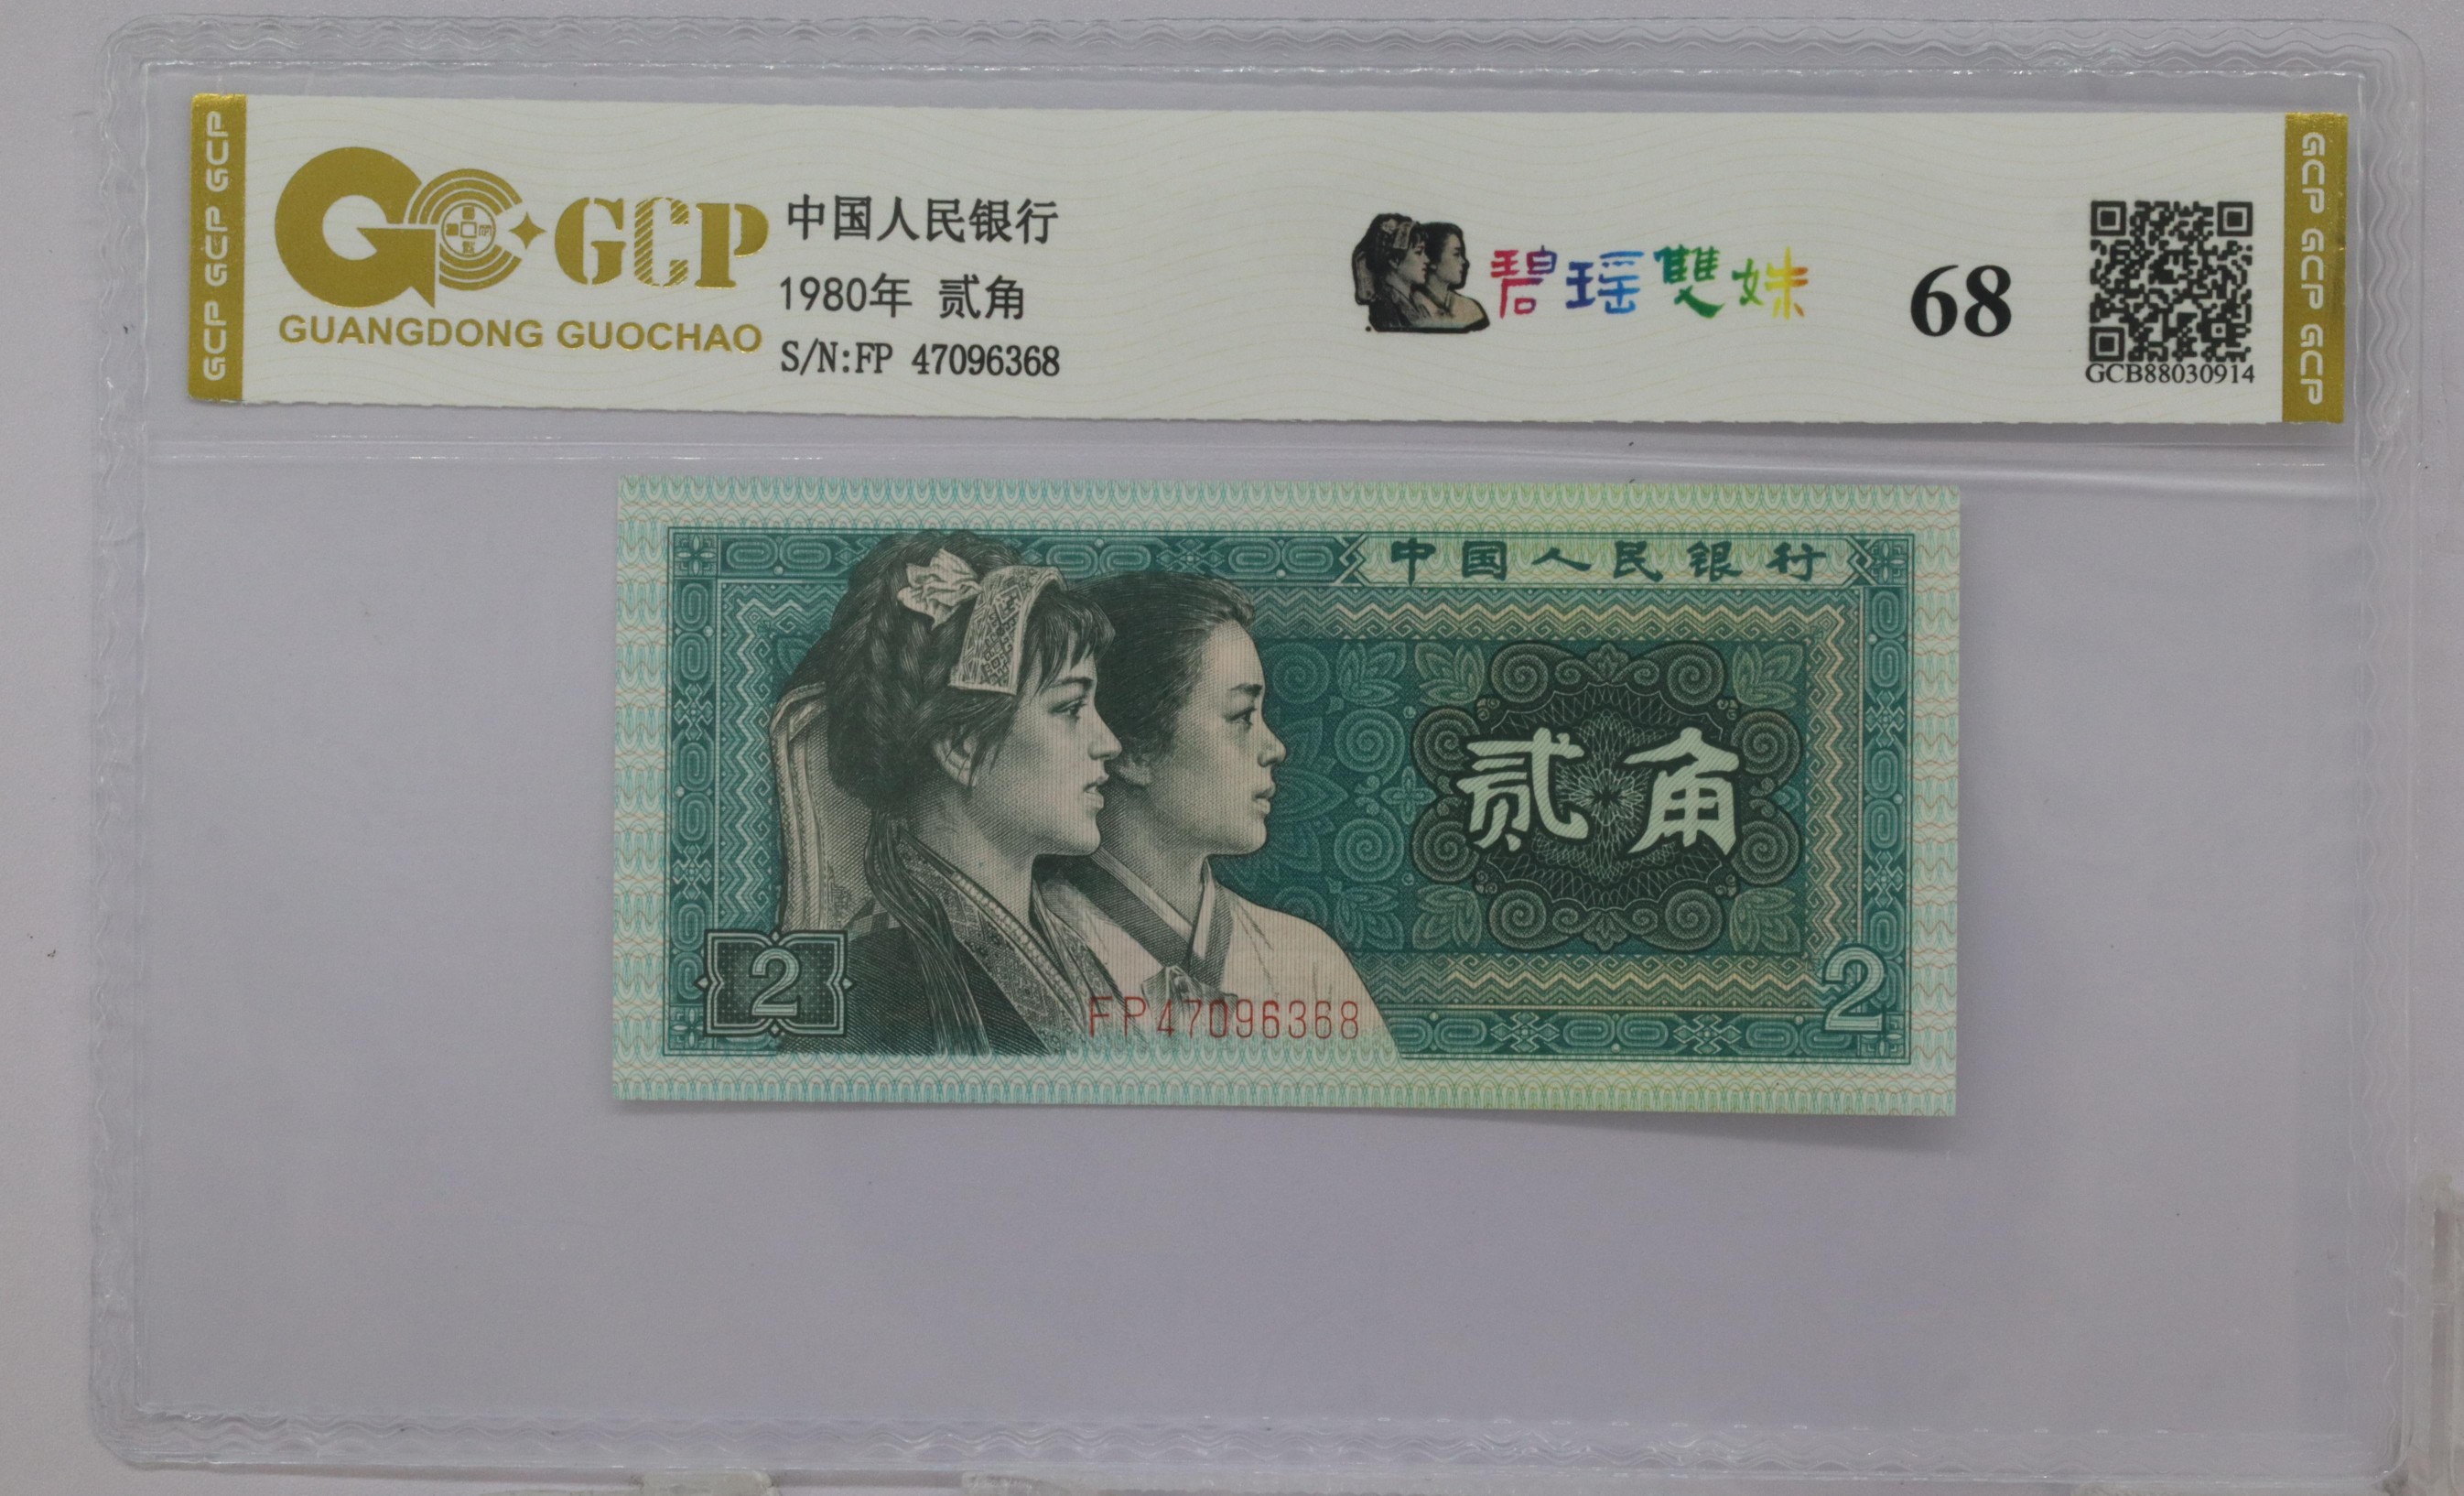 GCP GCP GCP
GCP
GUANGDONG GUOCHAO
中国人民银行
1980年 贰角
S/N:FP 47096368
碧瑶雙姝
68
GCB88030914
GCP GCP GCP
中国人民银行
贰角
2
FP47096368
2